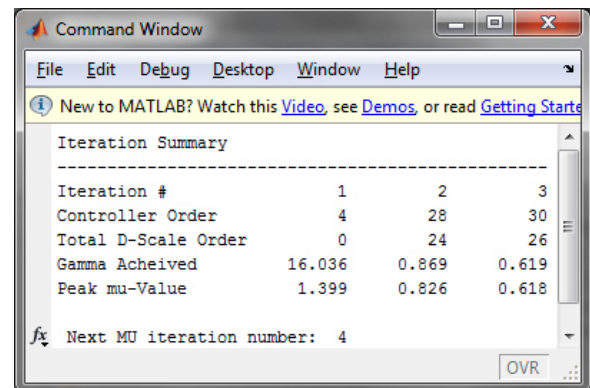 Command Window
File Edit Debug Desktop Window Help
New to MATLAB? Watch this Video, see Demos, or read Getting Starte
Iteration Summary
--------------------------------------------------
Iteration # 1 2 3
Controller Order 4 28 30
Total D-Scale Order 0 24 26
Gamma Acheived 16.036 0.869 0.619
Peak mu-Value 1.399 0.826 0.618
fx Next MU iteration number: 4
OVR